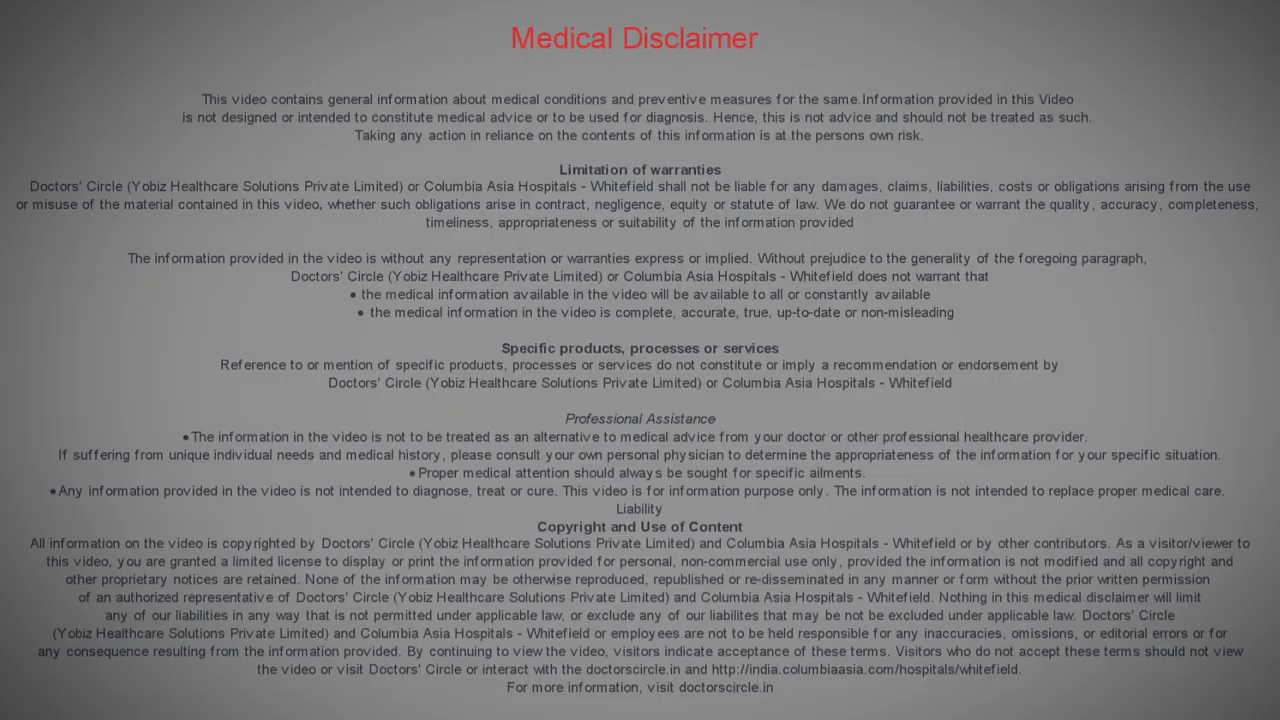 Medical Disclaimer
This video contains general information about medical conditions and preventive measures for the same.Information provided in this Video
is not designed or intended to constitute medical advice or to be used for diagnosis. Hence, this is not advice and should not be treated as such.
Taking any action in reliance on the contents of this information is at the persons own risk.
Limitation of warranties
Doctors' Circle (Yobiz Healthcare Solutions Private Limited) or Columbia Asia Hospitals - Whitefield shall not be liable for any damages, claims, liabilities, costs or obligations arising from the use
or misuse of the material contained in this video, whether such obligations arise in contract, negligence, equity or statute of law. We do not guarantee or warrant the quality, accuracy, completeness,
timeliness, appropriateness or suitability of the information provided
The information provided in the video is without any representation or warranties express or implied. Without prejudice to the generality of the foregoing paragraph,
Doctors' Circle (Yobiz Healthcare Private Limited) or Columbia Asia Hospitals - Whitefield does not warrant that
• the medical information available in the video will be available to all or constantly available
• the medical information in the video is complete, accurate, true, up-to-date or non-misleading
Specific products, processes or services
Reference to or mention of specific products, processes or services do not constitute or imply a recommendation or endorsement by
Doctors' Circle (Yobiz Healthcare Solutions Private Limited) or Columbia Asia Hospitals - Whitefield
Professional Assistance
•The information in the video is not to be treated as an alternative to medical advice from your doctor or other professional healthcare provider.
If suffering from unique individual needs and medical history, please consult your own personal physician to determine the appropriateness of the information for your specific situation.
•Proper medical attention should always be sought for specific ailments.
•Any information provided in the video is not intended to diagnose, treat or cure. This video is for information purpose only. The information is not intended to replace proper medical care.
Liability
Copyright and Use of Content
All information on the video is copyrighted by Doctors' Circle (Yobiz Healthcare Solutions Private Limited) and Columbia Asia Hospitals - Whitefield or by other contributors. As a visitor/viewer to
this video, you are granted a limited license to display or print the information provided for personal, non-commercial use only, provided the information is not modified and all copyright and
other proprietary notices are retained. None of the information may be otherwise reproduced, republished or re-disseminated in any manner or form without the prior written permission
of an authorized representative of Doctors' Circle (Yobiz Healthcare Solutions Private Limited) and Columbia Asia Hospitals - Whitefield. Nothing in this medical disclaimer will limit
any of our liabilities in any way that is not permitted under applicable law, or exclude any of our liabilites that may be not be excluded under applicable law. Doctors' Circle
(Yobiz Healthcare Solutions Private Limited) and Columbia Asia Hospitals - Whitefield or employees are not to be held responsible for any inaccuracies, omissions, or editorial errors or for
any consequence resulting from the information provided. By continuing to view the video, visitors indicate acceptance of these terms. Visitors who do not accept these terms should not view
the video or visit Doctors' Circle or interact with the doctorscircle.in and http://india.columbiaasia.com/hospitals/whitefield.
For more information, visit doctorscircle.in